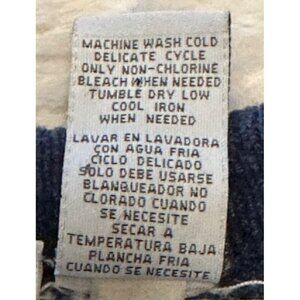 MACHINE WASH COLD
DELICATE CYCLE
ONLY NON-CHLORINE
BLEACH WHEN NEEDED
TUMBLE DRY LOW
COOL IRON
WHEN NEEDED
LAVAR EN LAVADORA
CON AGUA FRIA
CICLO DELICADO
SOLO DEBE USARSE
BLANQUEADOR NO
CLORADO CUANDO
SE NECESITE
SECAR A
TEMPERATURA BAJA
PLANCHA FRIA
CUANDO SE NECESITE